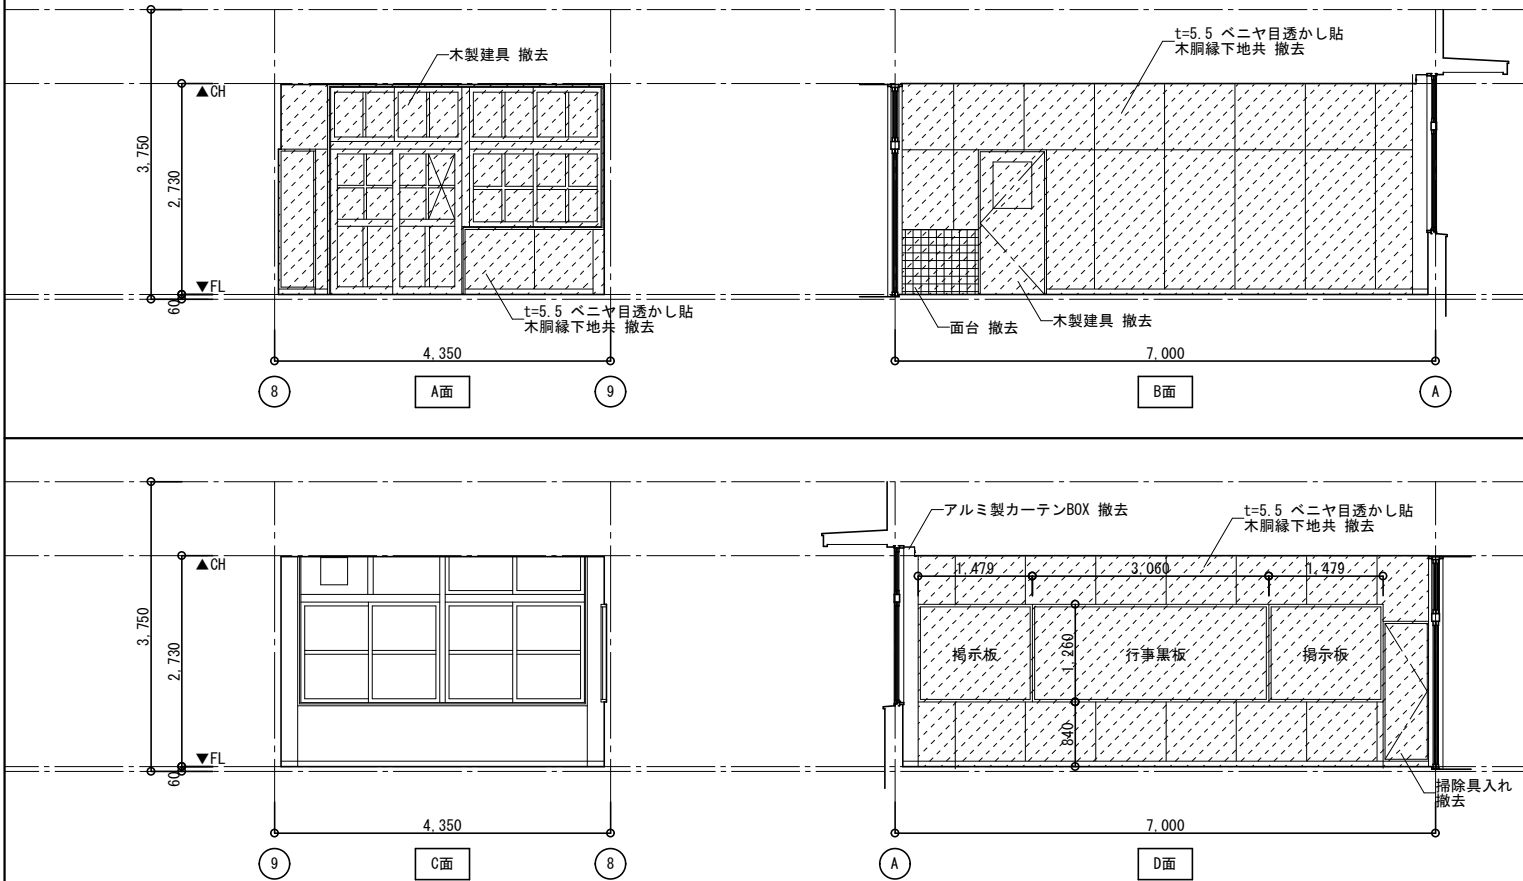 木製建具 撤去
t=5.5 ベニヤ目透かし貼
木胴縁下地共 撤去
▲CH
3,750
2,730
▼FL
60
t=5.5 ベニヤ目透かし貼
木胴縁下地共 撤去
面台 撤去
木製建具 撤去
4,350
7,000
8
A面
9
B面
A
アルミ製カーテンBOX 撤去
t=5.5 ベニヤ目透かし貼
木胴縁下地共 撤去
▲CH
1,479
3,060
1,479
3,750
2,730
掲示板
1,260
行事黒板
掲示板
840
▼FL
60
掃除具入れ
撤去
4,350
7,000
9
C面
8
A
D面